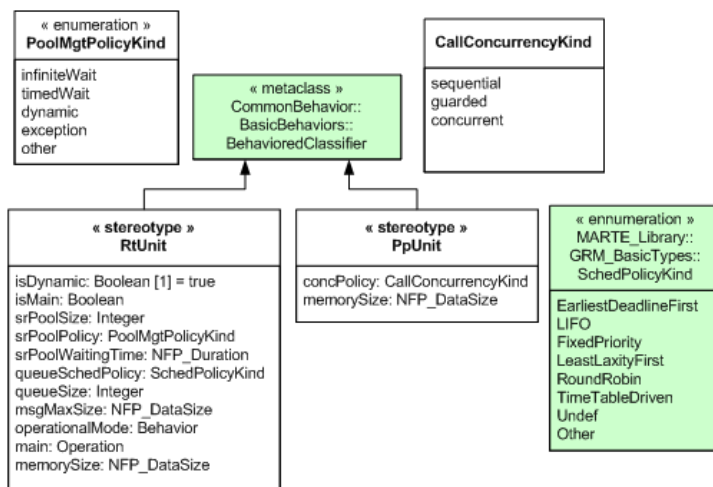 « enumeration »
PoolMgtPolicyKind
infiniteWait
timedWait
dynamic
exception
other
« metaclass »
CommonBehavior::
BasicBehaviors::
BehavioredClassifier
CallConcurrencyKind
sequential
guarded
concurrent
« stereotype »
RtUnit
isDynamic: Boolean [1] = true
isMain: Boolean
srPoolSize: Integer
srPoolPolicy: PoolMgtPolicyKind
srPoolWaitingTime: NFP_Duration
queueSchedPolicy: SchedPolicyKind
queueSize: Integer
msgMaxSize: NFP_DataSize
operationalMode: Behavior
main: Operation
memorySize: NFP_DataSize
« stereotype »
PpUnit
concPolicy: CallConcurrencyKind
memorySize: NFP_DataSize
« ennumeration »
MARTE_Library::
GRM_BasicTypes::
SchedPolicyKind
EarliestDeadlineFirst
LIFO
FixedPriority
LeastLaxityFirst
RoundRobin
TimeTableDriven
Undef
Other